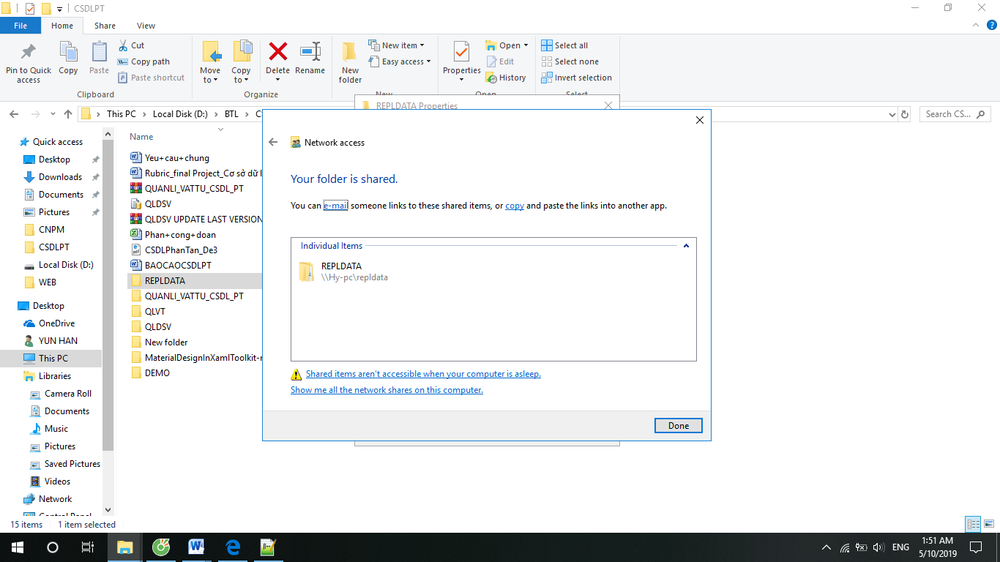 CSDLPT
File Home Share View
Pin to Quick access
Copy
Paste
Cut
Copy path
Paste shortcut
Clipboard
Move to
Copy to
Delete
Rename
Organize
New folder
New item
Easy access
New
Properties
Open
Edit
History
Open
Select all
Select none
Invert selection
Select
REPLDATA Properties
This PC > Local Disk (D:) > BTL >
Search CS...
Quick access
Desktop
Downloads
Documents
Pictures
CNPM
CSDLPT
Local Disk (D:)
WEB
Desktop
OneDrive
YUN HAN
This PC
Libraries
Camera Roll
Documents
Music
Pictures
Saved Pictures
Videos
Network
Control Panel
Name
Yeu+cau+chung
Rubric_final Project_Cơ sở dữ l
QUANLI_VATTU_CSDL_PT
QLDSV
QLDSV UPDATE LAST VERSION
Phan+cong+doan
CSDLPhanTan_De3
BAOCAOCSDLPT
REPLDATA
QUANLI_VATTU_CSDL_PT
QLVT
QLDSV
New folder
MaterialDesignInXamlToolkit-r
DEMO
Network access
Your folder is shared.
You can e-mail someone links to these shared items, or copy and paste the links into another app.
Individual Items
REPLDATA
\\Hy-pc\repldata
Shared items aren't accessible when your computer is asleep.
Show me all the network shares on this computer.
Done
15 items 1 item selected
ENG
1:51 AM
5/10/2019